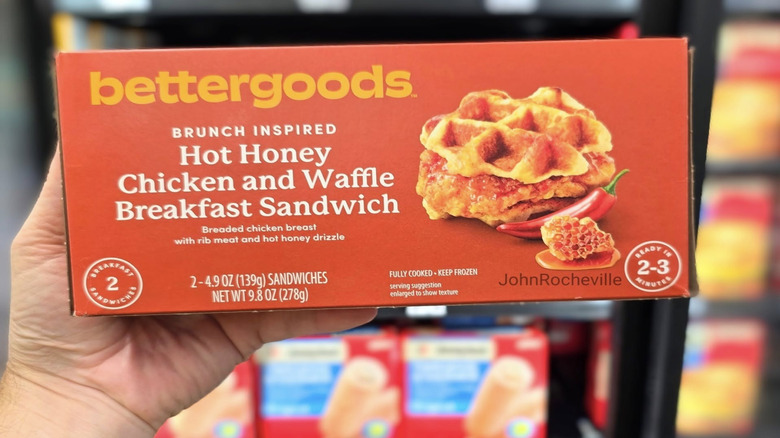 bettergoods
BRUNCH INSPIRED
Hot Honey
Chicken and Waffle
Breakfast Sandwich
Breaded chicken breast
with rib meat and hot honey drizzle
BREAKFAST
2
SANDWICHES
2 – 4.9 OZ (139g) SANDWICHES
NET WT 9.8 OZ (278g)
FULLY COOKED • KEEP FROZEN
serving suggestion
enlarged to show texture
JohnRocheville
READY IN
2-3
MINUTES